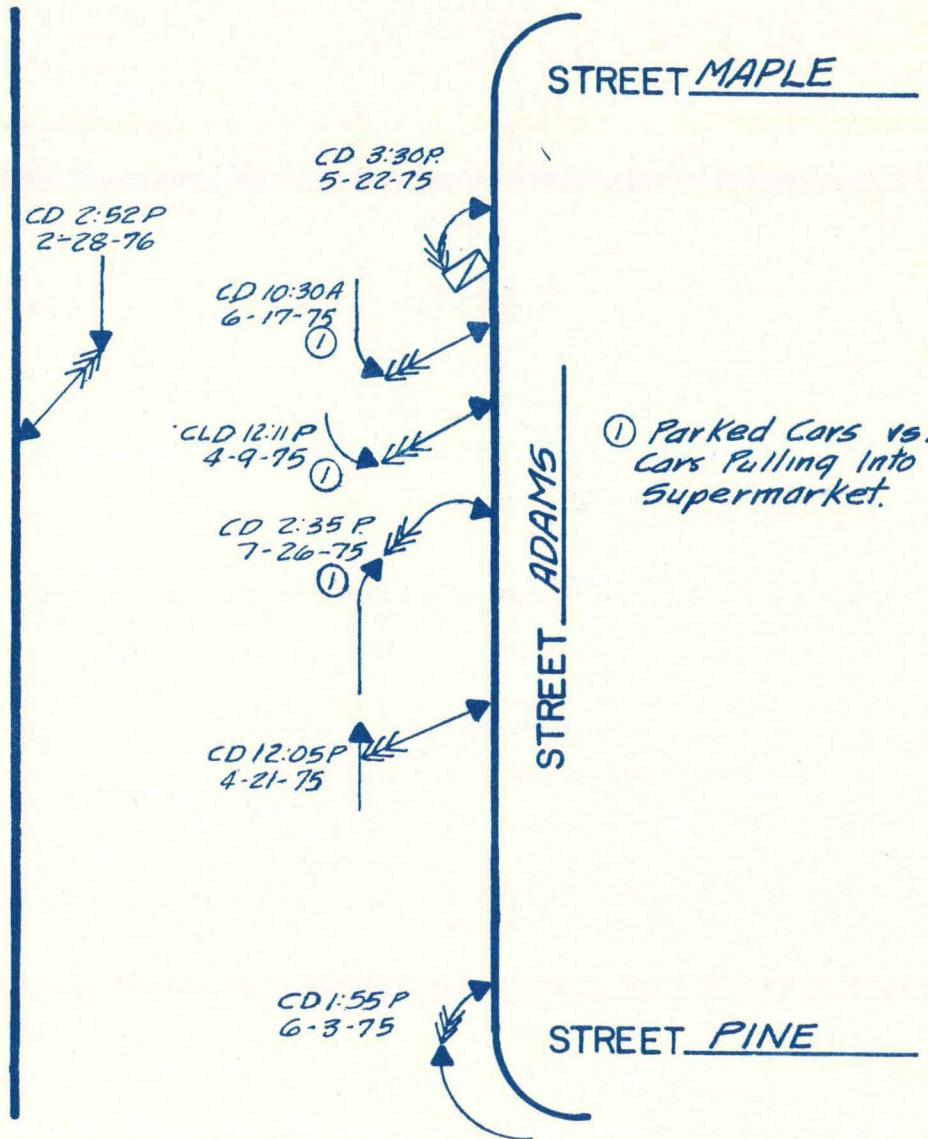 STREET MAPLE
CD 3:30P.
5-22-75
CD 2:52P
2-28-76
CD 10:30A
6-17-75
①
CLD 12:11P
4-9-75
①
① Parked Cars vs.
Cars Pulling Into
Supermarket.
CD 2:35P.
7-26-75
①
STREET ADAMS
CD 12:05P
4-21-75
CD 1:55P
6-3-75
STREET PINE